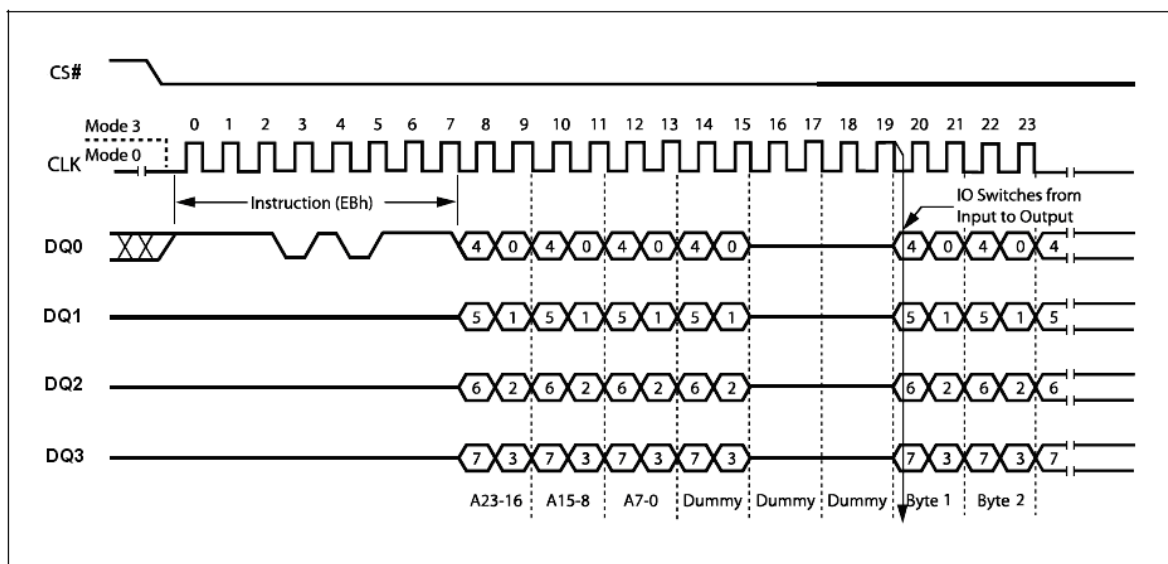 CS#
Mode 3
0 1 2 3 4 5 6 7 8 9 10 11 12 13 14 15 16 17 18 19 20 21 22 23
CLK Mode 0
Instruction (EBh)
IO Switches from
Input to Output
DQ0 4 0 4 0 4 0 4 0 4 0 4 0 4
DQ1 5 1 5 1 5 1 5 1 5 1 5 1 5
DQ2 6 2 6 2 6 2 6 2 6 2 6 2 6
DQ3 7 3 7 3 7 3 7 3 7 3 7 3 7
A23-16 A15-8 A7-0 Dummy Dummy Dummy Byte 1 Byte 2